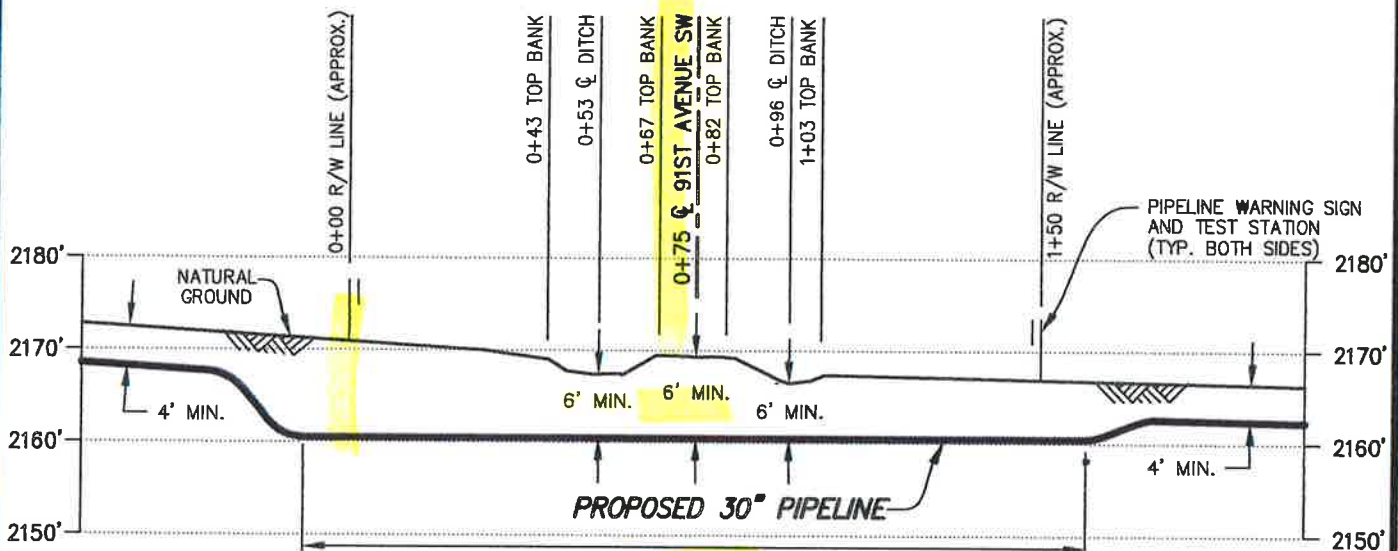 0+00 R/W LINE (APPROX.)
0+43 TOP BANK
0+53 ℄ DITCH
0+67 TOP BANK
0+75 ℄ 91ST AVENUE SW
0+82 TOP BANK
0+96 ℄ DITCH
1+03 TOP BANK
1+50 R/W LINE (APPROX.)
PIPELINE WARNING SIGN
AND TEST STATION
(TYP. BOTH SIDES)
2180'
2180'
NATURAL
GROUND
2170'
2170'
4' MIN.
6' MIN.
6' MIN.
6' MIN.
4' MIN.
2160'
2160'
PROPOSED 30" PIPELINE
2150'
2150'